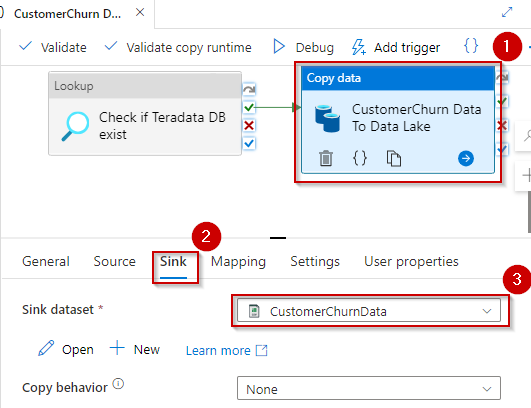 CustomerChurn D...
Validate
Validate copy runtime
Debug
Add trigger
{}
1
Lookup
Check if Teradata DB
exist
Copy data
CustomerChurn Data
To Data Lake
{}
2
General
Source
Sink
Mapping
Settings
User properties
3
Sink dataset *
CustomerChurnData
Open
New
Learn more
Copy behavior
None